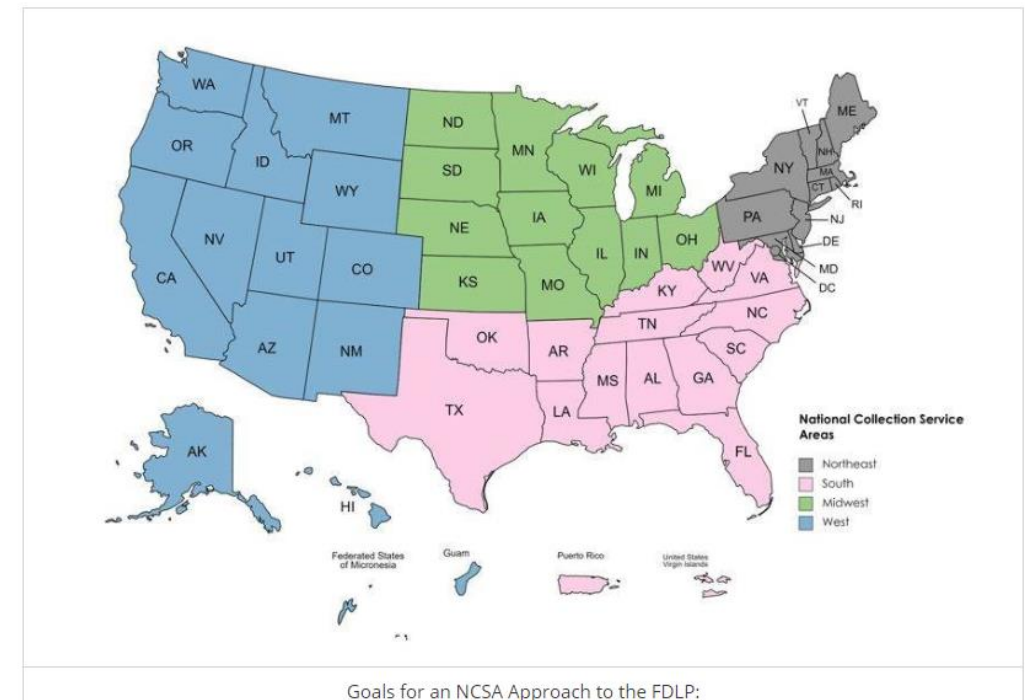 WA
MT
ND
MN
OR
ID
SD
WI
MI
WY
VT
ME
NH
NY
MA
CT
RI
NE
IA
PA
NJ
NV
UT
CO
IL
IN
OH
DE
MD
DC
CA
KS
MO
WV
VA
KY
AZ
NM
OK
AR
TN
NC
SC
MS
AL
GA
TX
LA
FL
AK
HI
National Collection Service
Areas
Northeast
South
Midwest
West
Federated States
of Micronesia
Guam
Puerto Rico
United States
Virgin Islands
Goals for an NCSA Approach to the FDLP: